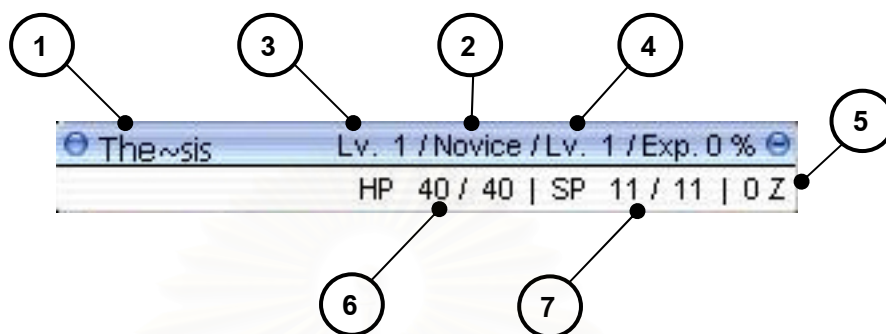 1 3 2 4
5
The~sis Lv. 1 / Novice / Lv. 1 / Exp. 0 %
HP 40 / 40 | SP 11 / 11 | 0 Z
6 7